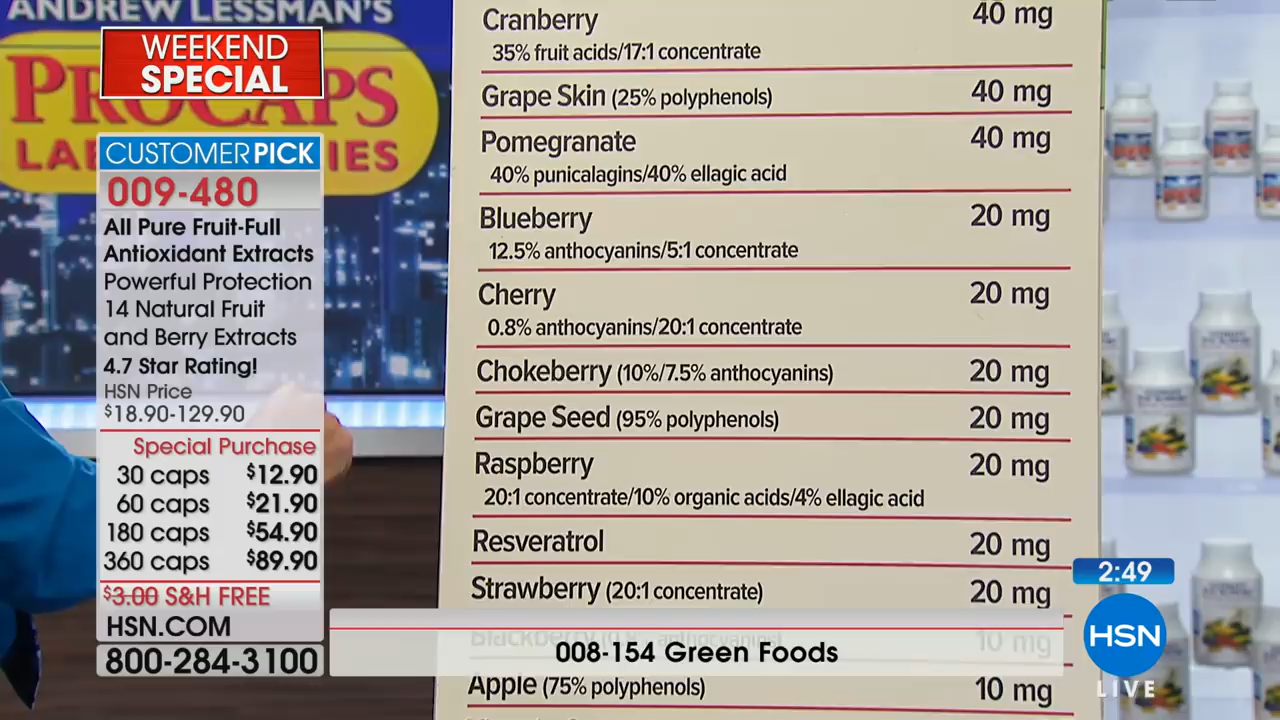 ANDREW LESSMAN'S
PROCAPS
WEEKEND
SPECIAL
CUSTOMER PICK
009-480
All Pure Fruit-Full
Antioxidant Extracts
Powerful Protection
14 Natural Fruit
and Berry Extracts
4.7 Star Rating!
HSN Price
$18.90-129.90
Special Purchase
30 caps $12.90
60 caps $21.90
180 caps $54.90
360 caps $89.90
$3.00 S&H FREE
HSN.COM
800-284-3100
Cranberry 40 mg
35% fruit acids/17:1 concentrate
Grape Skin (25% polyphenols) 40 mg
Pomegranate 40 mg
40% punicalagins/40% ellagic acid
Blueberry 20 mg
12.5% anthocyanins/5:1 concentrate
Cherry 20 mg
0.8% anthocyanins/20:1 concentrate
Chokeberry (10%/7.5% anthocyanins) 20 mg
Grape Seed (95% polyphenols) 20 mg
Raspberry 20 mg
20:1 concentrate/10% organic acids/4% ellagic acid
Resveratrol 20 mg
Strawberry (20:1 concentrate) 20 mg
Blackberry anthocyanins) 10 mg
008-154 Green Foods
Apple (75% polyphenols) 10 mg
2:49
HSN
LIVE